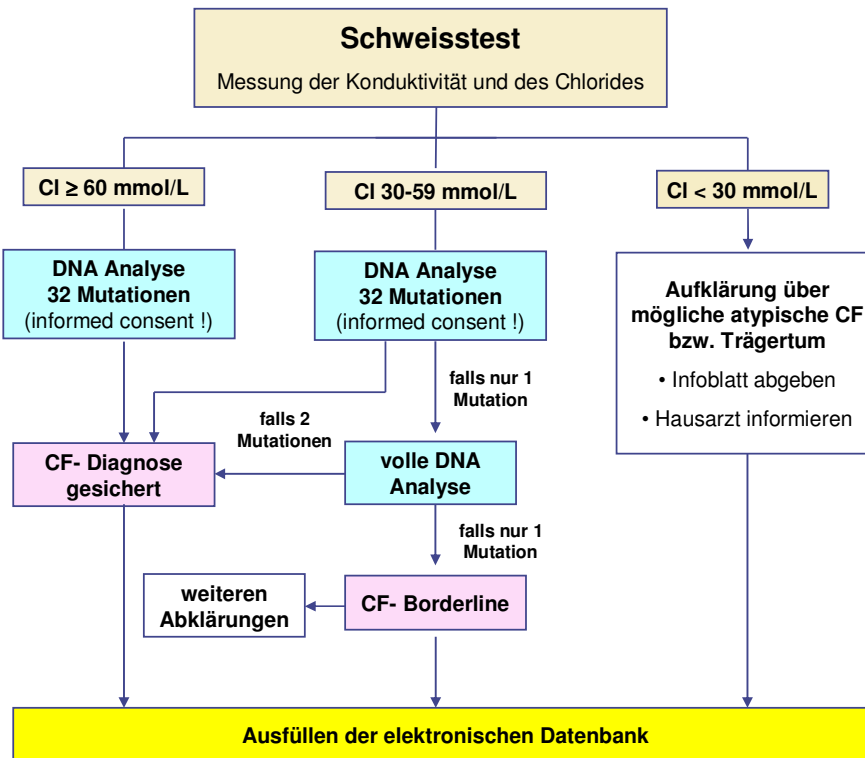 Schweisstest
Messung der Konduktivität und des Chlorides
Cl ≥ 60 mmol/L
Cl 30-59 mmol/L
Cl < 30 mmol/L
DNA Analyse
32 Mutationen
(informed consent !)
DNA Analyse
32 Mutationen
(informed consent !)
Aufklärung über
mögliche atypische CF
bzw. Trägertum
• Infoblatt abgeben
• Hausarzt informieren
falls nur 1
Mutation
falls 2
Mutationen
CF- Diagnose
gesichert
volle DNA
Analyse
falls nur 1
Mutation
weiteren
Abklärungen
CF- Borderline
Ausfüllen der elektronischen Datenbank